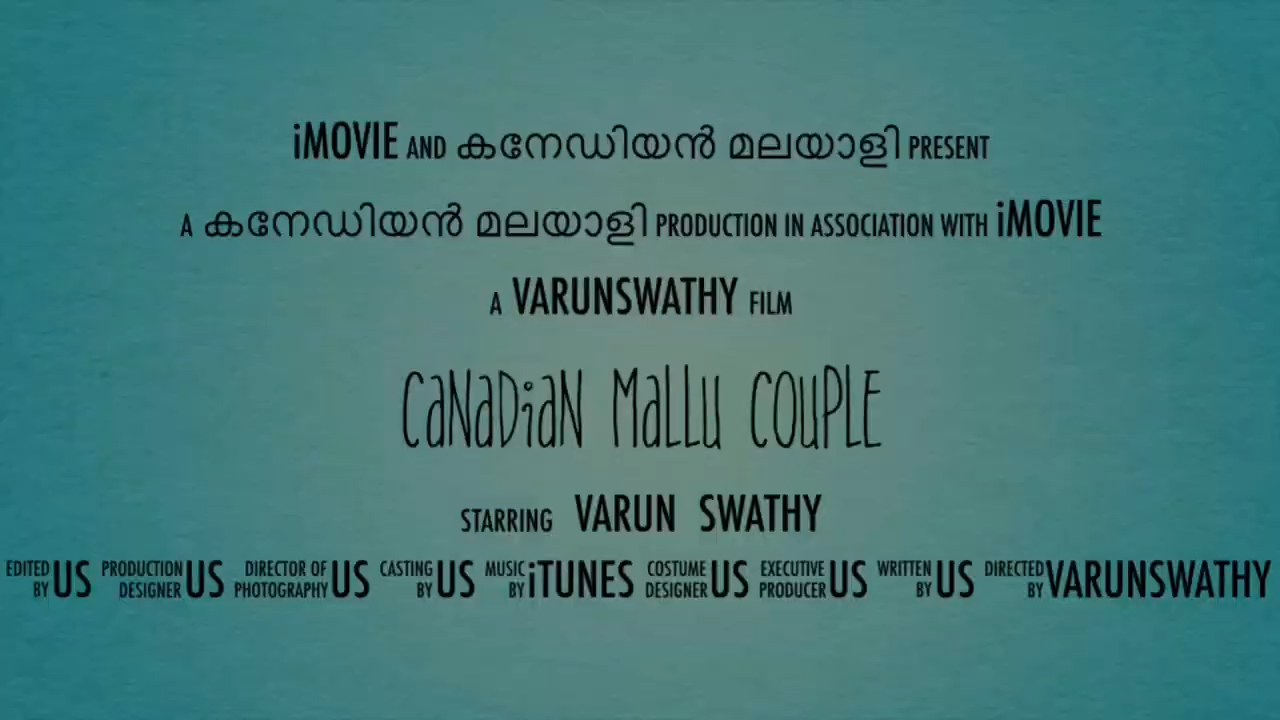 iMOVIE AND കനേഡിയൻ മലയാളി PRESENT
A കനേഡിയൻ മലയാളി PRODUCTION IN ASSOCIATION WITH iMOVIE
A VARUNSWATHY FILM
CANADIAN MALLU COUPLE
STARRING VARUN SWATHY
EDITED BY US PRODUCTION DESIGNER US DIRECTOR OF PHOTOGRAPHY US CASTING BY US MUSIC BY iTUNES COSTUME DESIGNER US EXECUTIVE PRODUCER US WRITTEN BY US DIRECTED BY VARUNSWATHY